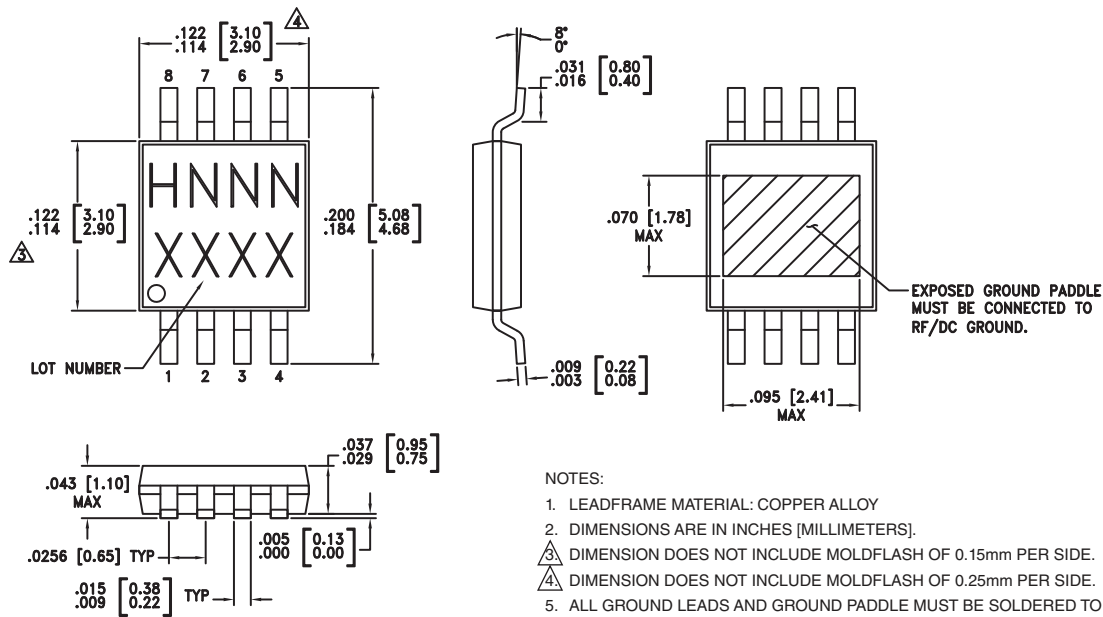 .122 [3.10]
.114 [2.90]
4
8 7 6 5
HNNN
XXXX
.122 [3.10]
.114 [2.90]
3
.200 [5.08]
.184 [4.68]
LOT NUMBER
1 2 3 4
8°
0°
.031 [0.80]
.016 [0.40]
.009 [0.22]
.003 [0.08]
.070 [1.78]
MAX
.095 [2.41]
MAX
EXPOSED GROUND PADDLE
MUST BE CONNECTED TO
RF/DC GROUND.
.043 [1.10]
MAX
.037 [0.95]
.029 [0.75]
.0256 [0.65] TYP
.005 [0.13]
.000 [0.00]
.015 [0.38] TYP
.009 [0.22]
NOTES:
1. LEADFRAME MATERIAL: COPPER ALLOY
2. DIMENSIONS ARE IN INCHES [MILLIMETERS].
3. DIMENSION DOES NOT INCLUDE MOLDFLASH OF 0.15mm PER SIDE.
4. DIMENSION DOES NOT INCLUDE MOLDFLASH OF 0.25mm PER SIDE.
5. ALL GROUND LEADS AND GROUND PADDLE MUST BE SOLDERED TO